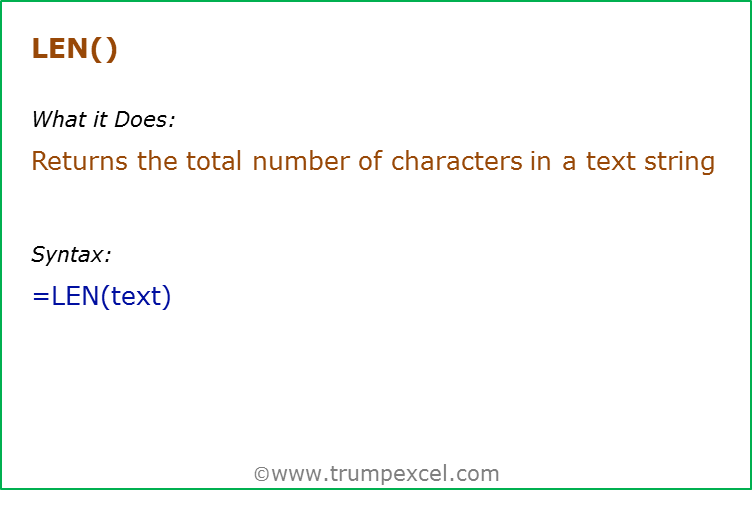 LEN()
What it Does:
Returns the total number of characters in a text string
Syntax:
=LEN(text)
©www.trumpexcel.com